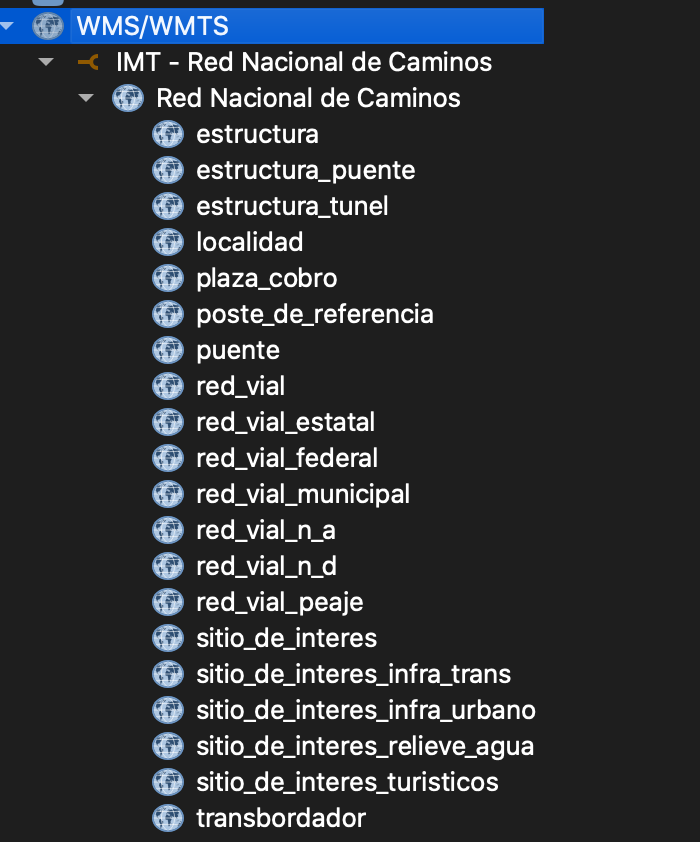 WMS/WMTS
IMT - Red Nacional de Caminos
Red Nacional de Caminos
estructura
estructura_puente
estructura_tunel
localidad
plaza_cobro
poste_de_referencia
puente
red_vial
red_vial_estatal
red_vial_federal
red_vial_municipal
red_vial_n_a
red_vial_n_d
red_vial_peaje
sitio_de_interes
sitio_de_interes_infra_trans
sitio_de_interes_infra_urbano
sitio_de_interes_relieve_agua
sitio_de_interes_turisticos
transbordador